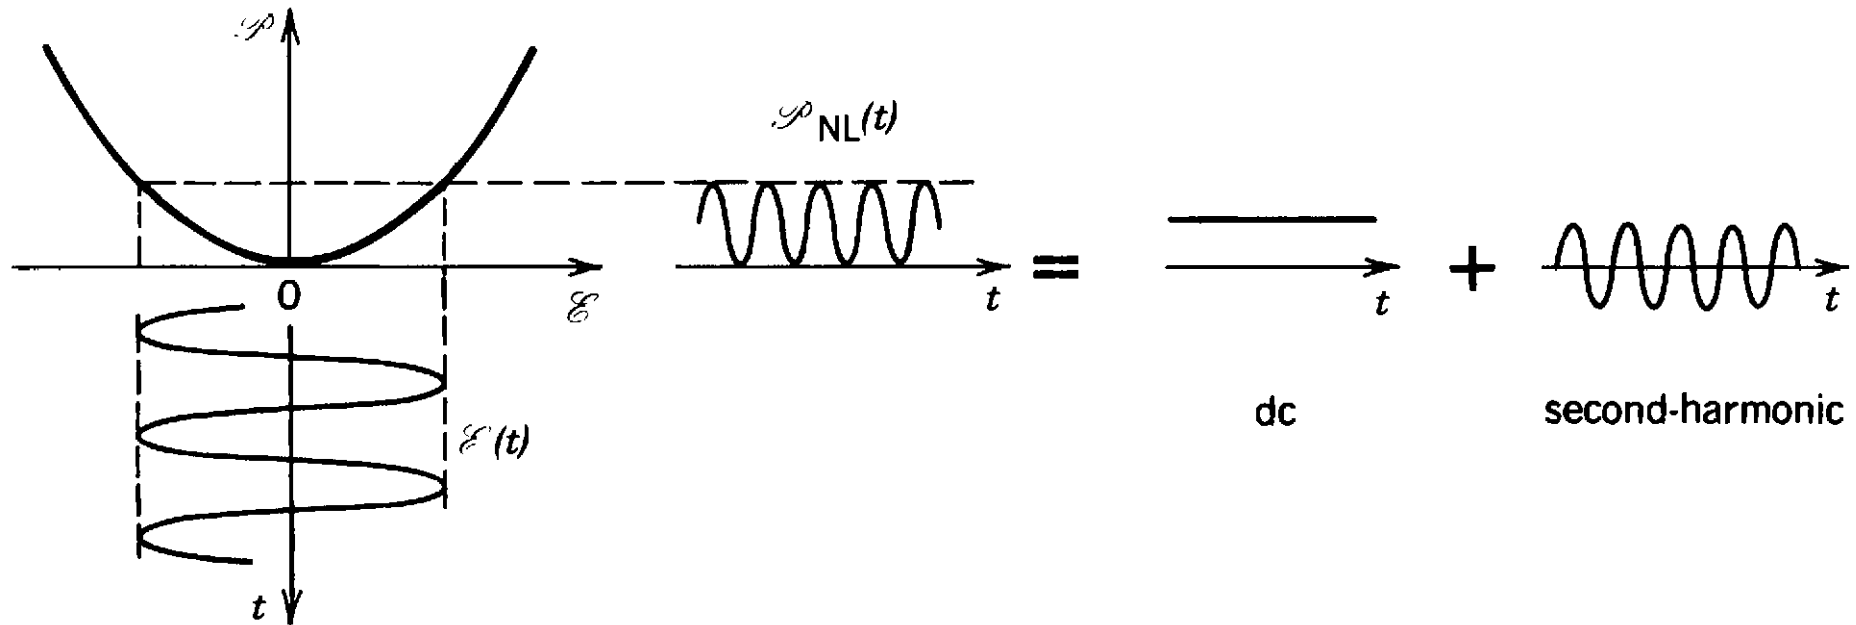 𝒫
0
ℰ
ℰ(t)
t
𝒫NL(t)
t
=
t
dc
+
t
second-harmonic